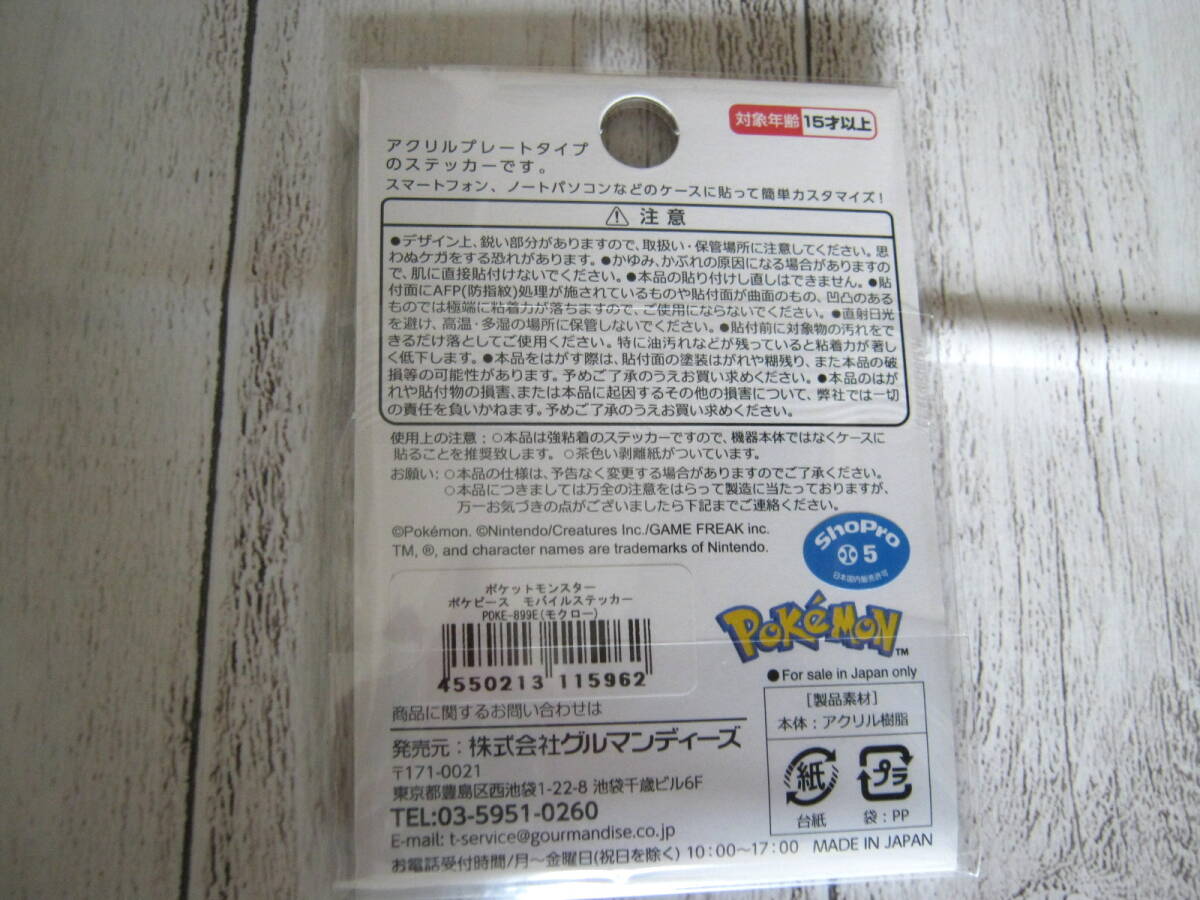 対象年齢 15才以上
アクリルプレートタイプ
のステッカーです。
スマートフォン、ノートパソコンなどのケースに貼って簡単カスタマイズ!
注意
●デザイン上、鋭い部分がありますので、取扱い・保管場所に注意してください。思
わぬケガをする恐れがあります。●かゆみ、かぶれの原因になる場合がありますの
で、肌に直接貼付けないでください。●本品の貼り付けし直しはできません。●貼
付面にAFP(防指紋)処理が施されているものや貼付面が曲面のもの、凹凸のある
ものでは極端に粘着力が落ちますので、ご使用にならないでください。●直射日光
を避け、高温・多湿の場所に保管しないでください。●貼付前に対象物の汚れをで
きるだけ落としてご使用ください。特に油汚れなどが残っていると粘着力が著し
く低下します。●本品をはがす際は、貼付面の塗装はがれや糊残り、また本品の破
損等の可能性があります。予めご了承のうえお買い求めください。●本品のはが
れや貼付物の損害、または本品に起因するその他の損害について、弊社では一切
の責任を負いかねます。予めご了承のうえお買い求めください。
使用上の注意:○本品は強粘着のステッカーですので、機器本体ではなくケースに
貼ることを推奨致します。○茶色い剥離紙がついています。
お願い:○本品の仕様は、予告なく変更する場合がありますのでご了承ください。
○本品につきましては万全の注意をはらって製造に当たっておりますが、
万一お気づきの点がございましたら下記までご連絡ください。
©Pokémon. ©Nintendo/Creatures Inc./GAME FREAK inc.
TM, ®, and character names are trademarks of Nintendo.
ShoPro
5
日本国内販売許可
ポケットモンスター
ポケピース モバイルステッカー
POKE-899E(モクロー)
4550213 115962
POKéMON™
●For sale in Japan only
[製品素材]
本体:アクリル樹脂
紙 プラ
台紙 袋:PP
商品に関するお問い合わせは
発売元:株式会社グルマンディーズ
〒171-0021
東京都豊島区西池袋1-22-8 池袋千歳ビル6F
TEL:03-5951-0260
E-mail: t-service@gourmandise.co.jp
お電話受付時間/月〜金曜日(祝日を除く) 10:00〜17:00 MADE IN JAPAN